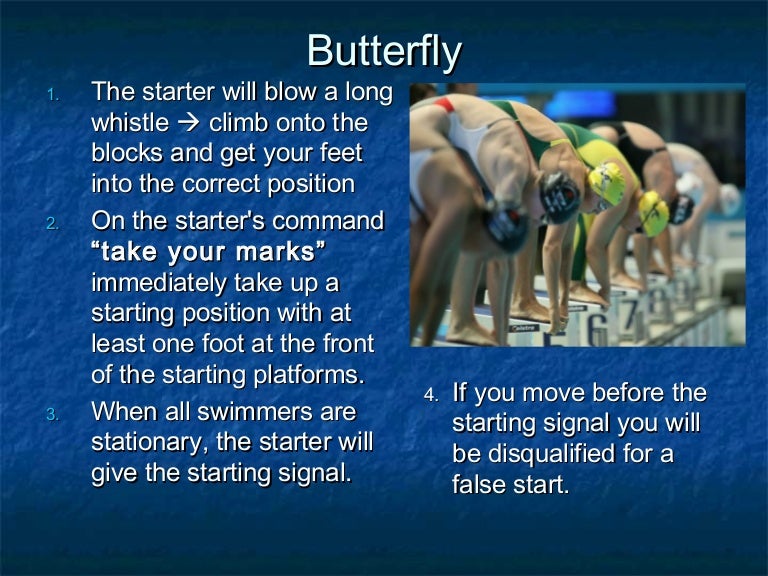 Butterfly
1. The starter will blow a long
whistle → climb onto the
blocks and get your feet
into the correct position
2. On the starter's command
“take your marks”
immediately take up a
starting position with at
least one foot at the front
of the starting platforms.
3. When all swimmers are
stationary, the starter will
give the starting signal.
6
7
4. If you move before the
starting signal you will
be disqualified for a
false start.